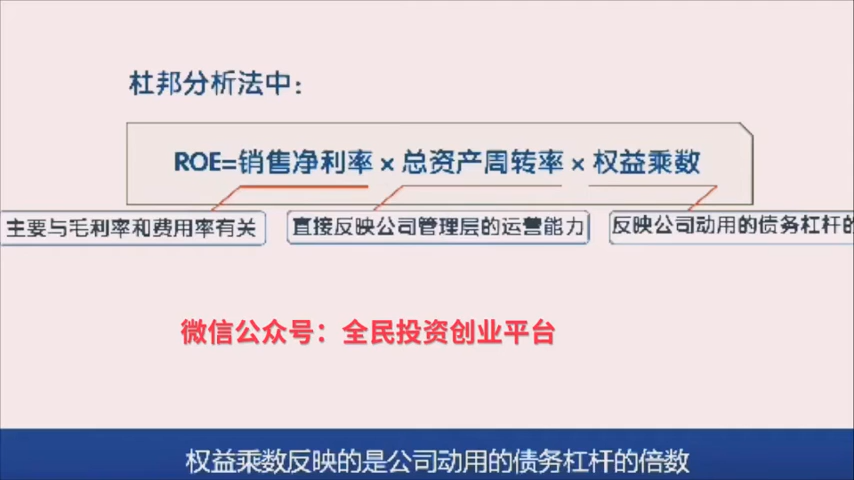 杜邦分析法中：
ROE=销售净利率×总资产周转率×权益乘数
主要与毛利率和费用率有关
直接反映公司管理层的运营能力
反映公司动用的债务杠杆的
微信公众号：全民投资创业平台
权益乘数反映的是公司动用的债务杠杆的倍数